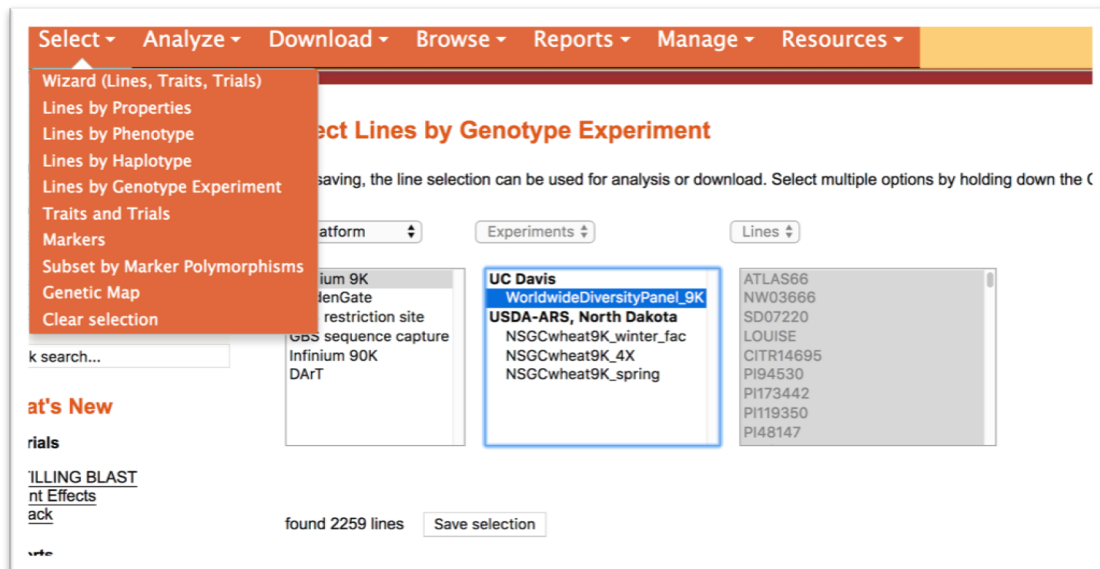 Select Analyze Download Browse Reports Manage Resources
Wizard (Lines, Traits, Trials)
Lines by Properties
Lines by Phenotype
Lines by Haplotype
Lines by Genotype Experiment
Traits and Trials
Markers
Subset by Marker Polymorphisms
Genetic Map
Clear selection
ect Lines by Genotype Experiment
saving, the line selection can be used for analysis or download. Select multiple options by holding down the C
atform Experiments Lines
ium 9K
denGate
restriction site
GBS sequence capture
Infinium 90K
DArT
UC Davis
WorldwideDiversityPanel_9K
USDA-ARS, North Dakota
NSGCwheat9K_winter_fac
NSGCwheat9K_4X
NSGCwheat9K_spring
ATLAS66
NW03666
SD07220
LOUISE
CITR14695
PI94530
PI173442
PI119350
PI48147
k search...
at's New
rials
ILLING BLAST
nt Effects
ack
found 2259 lines Save selection